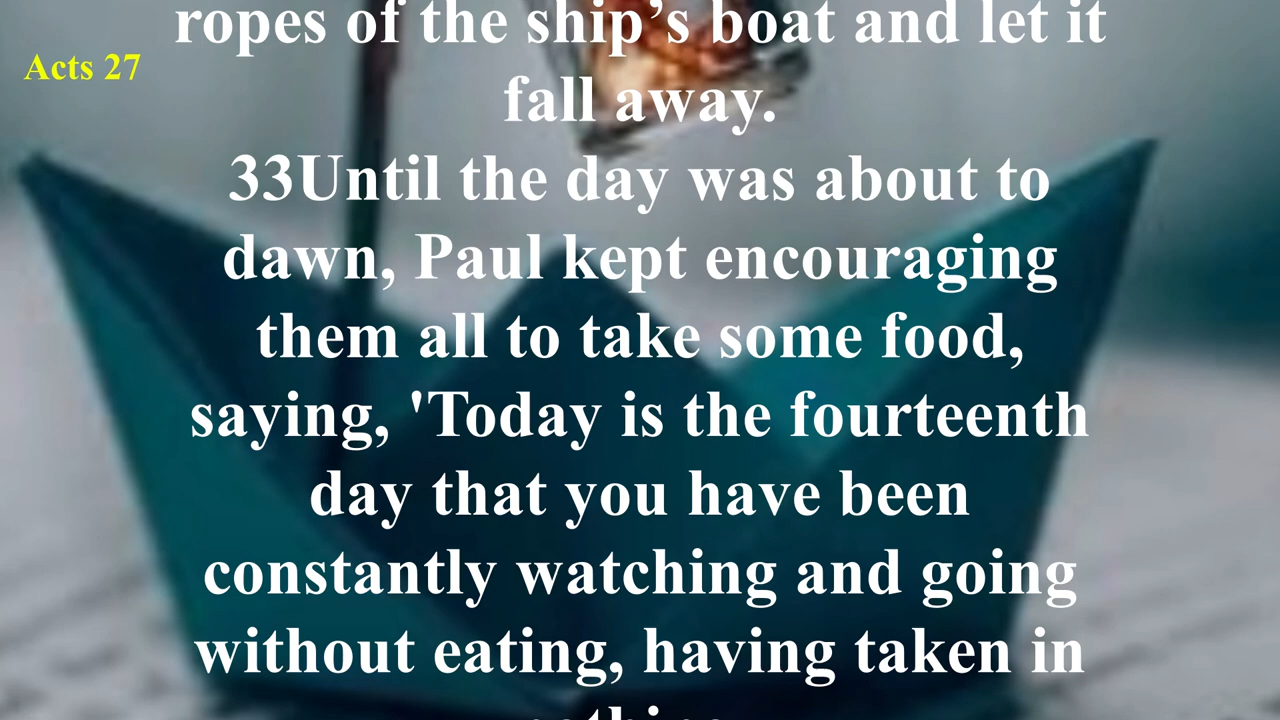 ropes of the ship’s boat and let it
Acts 27
fall away.
33Until the day was about to
dawn, Paul kept encouraging
them all to take some food,
saying, 'Today is the fourteenth
day that you have been
constantly watching and going
without eating, having taken in